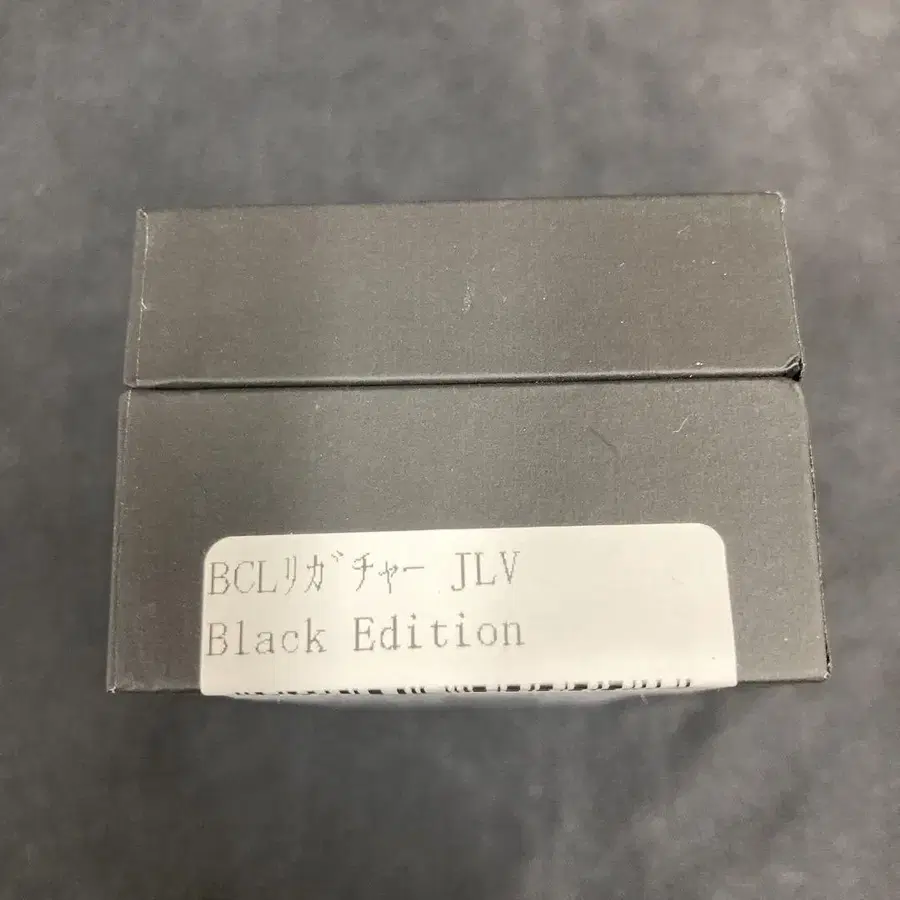 BCLﾘｶﾞﾁｬｰ JLV
Black Edition